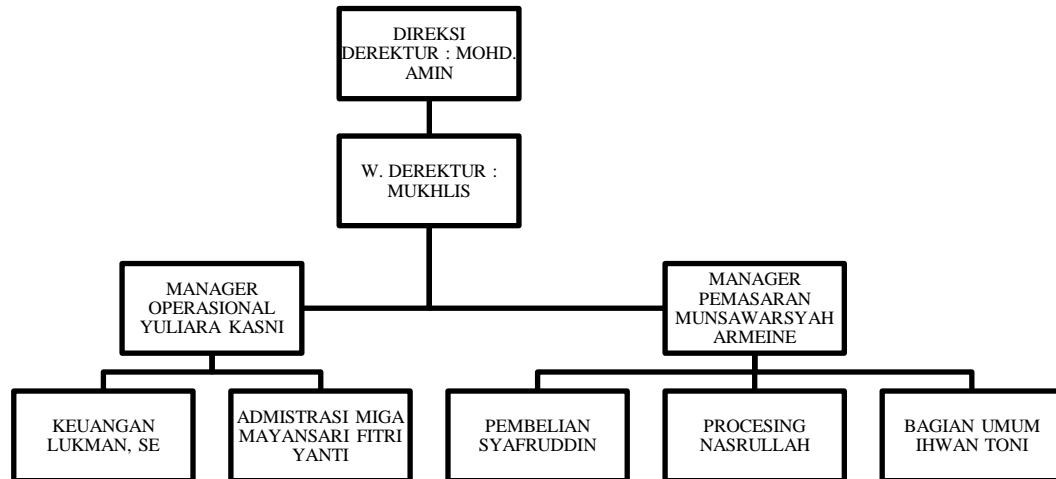 DIREKSI
DEREKTUR : MOHD.
AMIN
W. DEREKTUR :
MUKHLIS
MANAGER
OPERASIONAL
YULIARA KASNI
MANAGER
PEMASARAN
MUNSAWARSYAH
ARMEINE
KEUANGAN
LUKMAN, SE
ADMISTRASI MIGA
MAYANSARI FITRI
YANTI
PEMBELIAN
SYAFRUDDIN
PROCESING
NASRULLAH
BAGIAN UMUM
IHWAN TONI